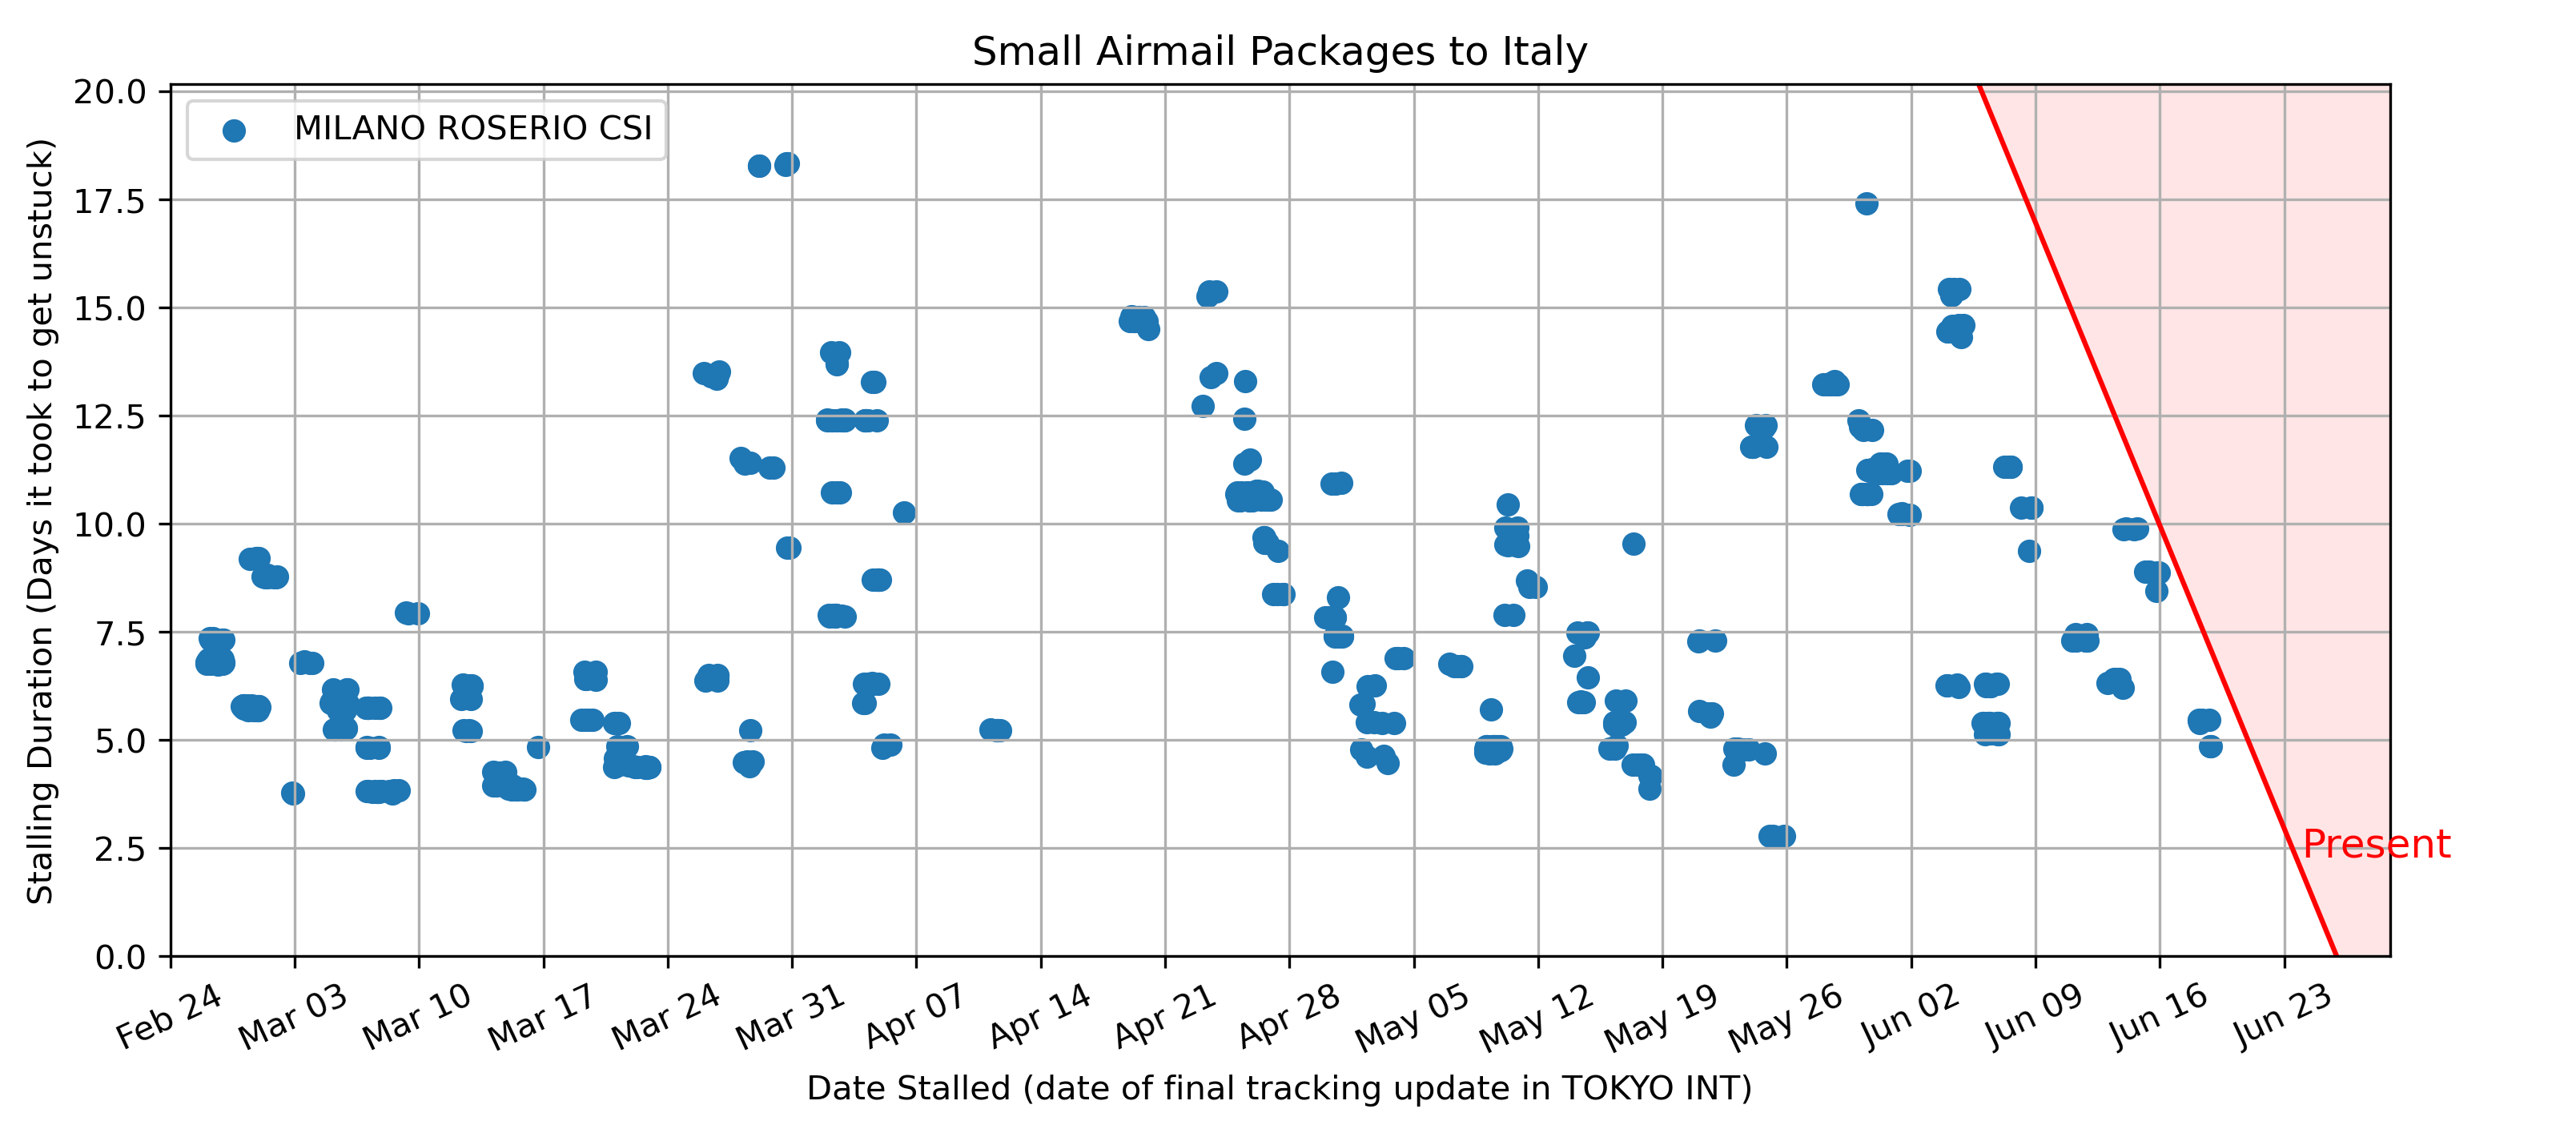 Small Airmail Packages to Italy
MILANO ROSERIO CSI
Stalling Duration (Days it took to get unstuck)
20.0
17.5
15.0
12.5
10.0
7.5
5.0
2.5
0.0
Present
Feb 24
Mar 03
Mar 10
Mar 17
Mar 24
Mar 31
Apr 07
Apr 14
Apr 21
Apr 28
May 05
May 12
May 19
May 26
Jun 02
Jun 09
Jun 16
Jun 23
Date Stalled (date of final tracking update in TOKYO INT)